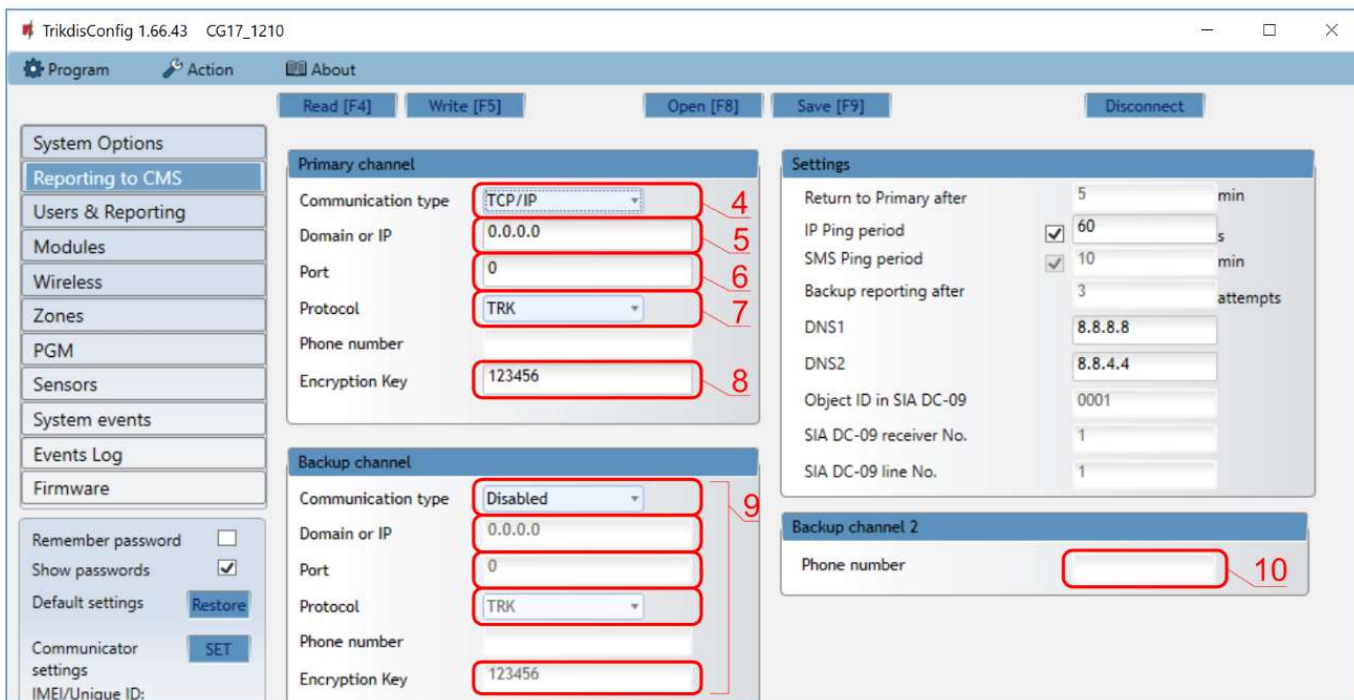 TrikdisConfig 1.66.43 CG17_1210
Program Action About
Read [F4] Write [F5] Open [F8] Save [F9] Disconnect
System Options
Reporting to CMS
Users & Reporting
Modules
Wireless
Zones
PGM
Sensors
System events
Events Log
Firmware
Remember password
Show passwords
Default settings Restore
Communicator settings SET
IMEI/Unique ID:
Primary channel
Communication type TCP/IP 4
Domain or IP 0.0.0.0 5
Port 0 6
Protocol TRK 7
Phone number
Encryption Key 123456 8
Backup channel
Communication type Disabled 9
Domain or IP 0.0.0.0
Port 0
Protocol TRK
Phone number
Encryption Key 123456
Settings
Return to Primary after 5 min
IP Ping period 60 s
SMS Ping period 10 min
Backup reporting after 3 attempts
DNS1 8.8.8.8
DNS2 8.8.4.4
Object ID in SIA DC-09 0001
SIA DC-09 receiver No. 1
SIA DC-09 line No. 1
Backup channel 2
Phone number 10